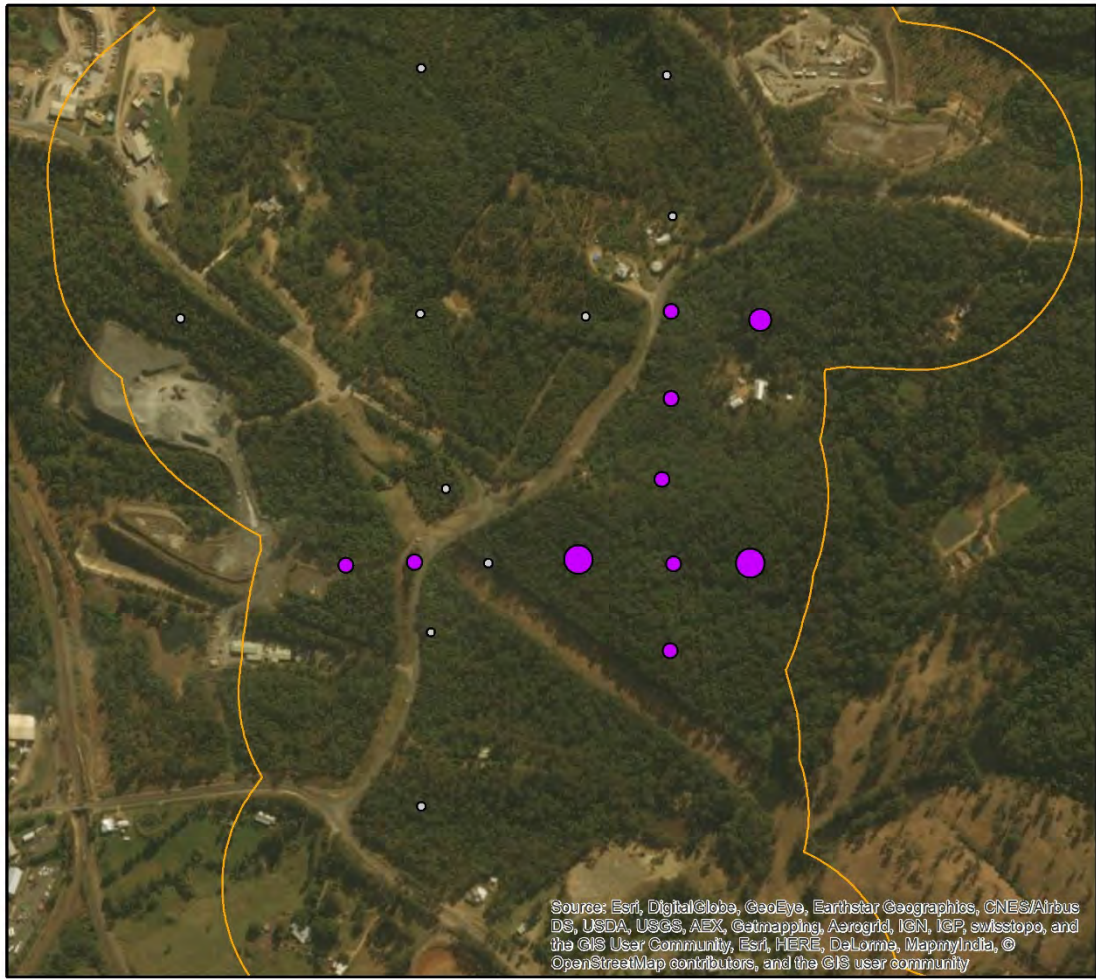 Source: Esri, DigitalGlobe, GeoEye, Earthstar Geographics, CNES/Airbus
DS, USDA, USGS, AEX, Getmapping, Aerogrid, IGN, IGP, swisstopo, and
the GIS User Community, Esri, HERE, DeLorme, MapmyIndia, ©
OpenStreetMap contributors, and the GIS user community